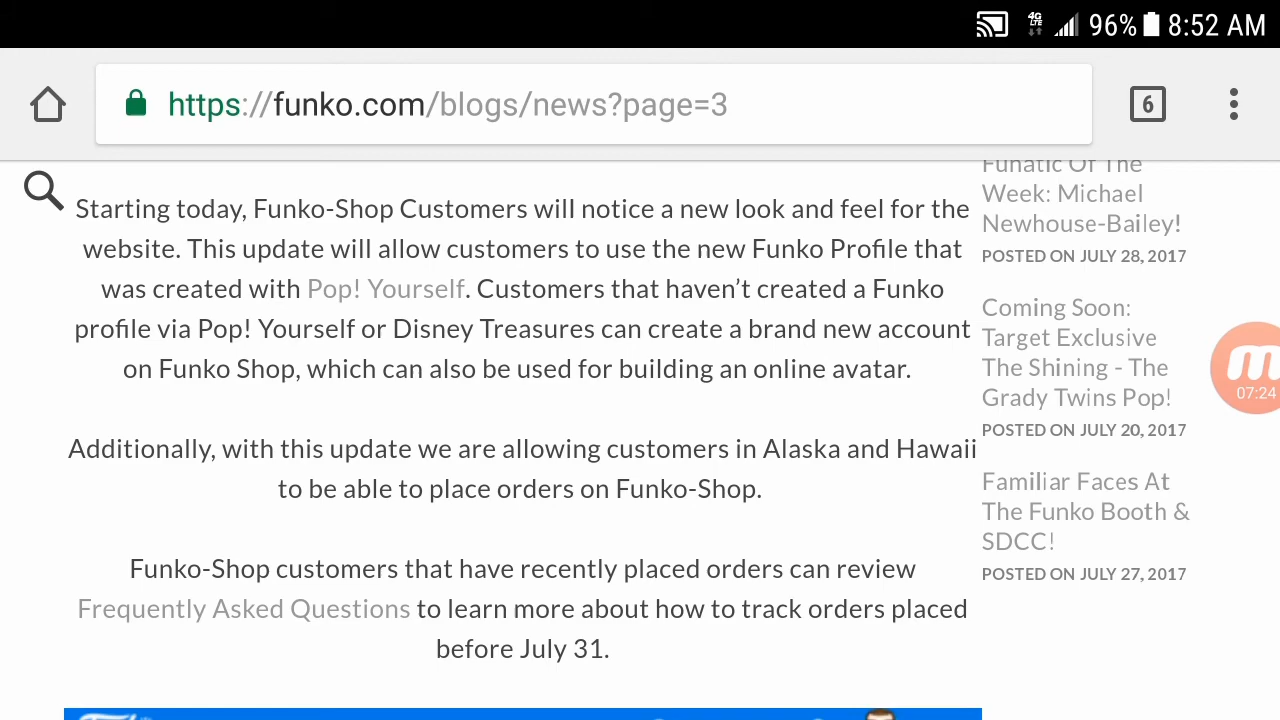 4G
LTE
96%
8:52 AM
https://funko.com/blogs/news?page=3
6
Starting today, Funko-Shop Customers will notice a new look and feel for the
website. This update will allow customers to use the new Funko Profile that
was created with Pop! Yourself. Customers that haven’t created a Funko
profile via Pop! Yourself or Disney Treasures can create a brand new account
on Funko Shop, which can also be used for building an online avatar.
Additionally, with this update we are allowing customers in Alaska and Hawaii
to be able to place orders on Funko-Shop.
Funko-Shop customers that have recently placed orders can review
Frequently Asked Questions to learn more about how to track orders placed
before July 31.
Funatic Of The
Week: Michael
Newhouse-Bailey!
POSTED ON JULY 28, 2017
Coming Soon:
Target Exclusive
The Shining - The
Grady Twins Pop!
POSTED ON JULY 20, 2017
Familiar Faces At
The Funko Booth &
SDCC!
POSTED ON JULY 27, 2017
07:24